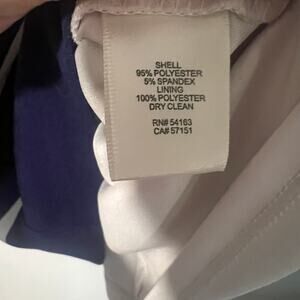 SHELL
95% POLYESTER
5% SPANDEX
LINING
100% POLYESTER
DRY CLEAN
RN# 54163
CA# 57151